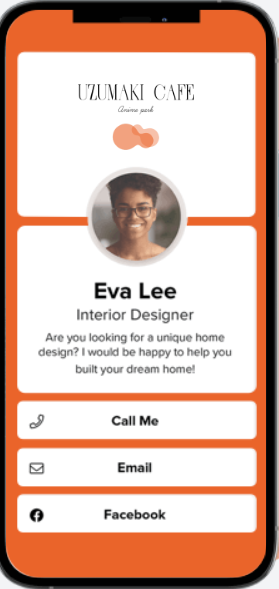 UZUMAKI CAFE
Anime park
Eva Lee
Interior Designer
Are you looking for a unique home
design? I would be happy to help you
built your dream home!
Call Me
Email
Facebook